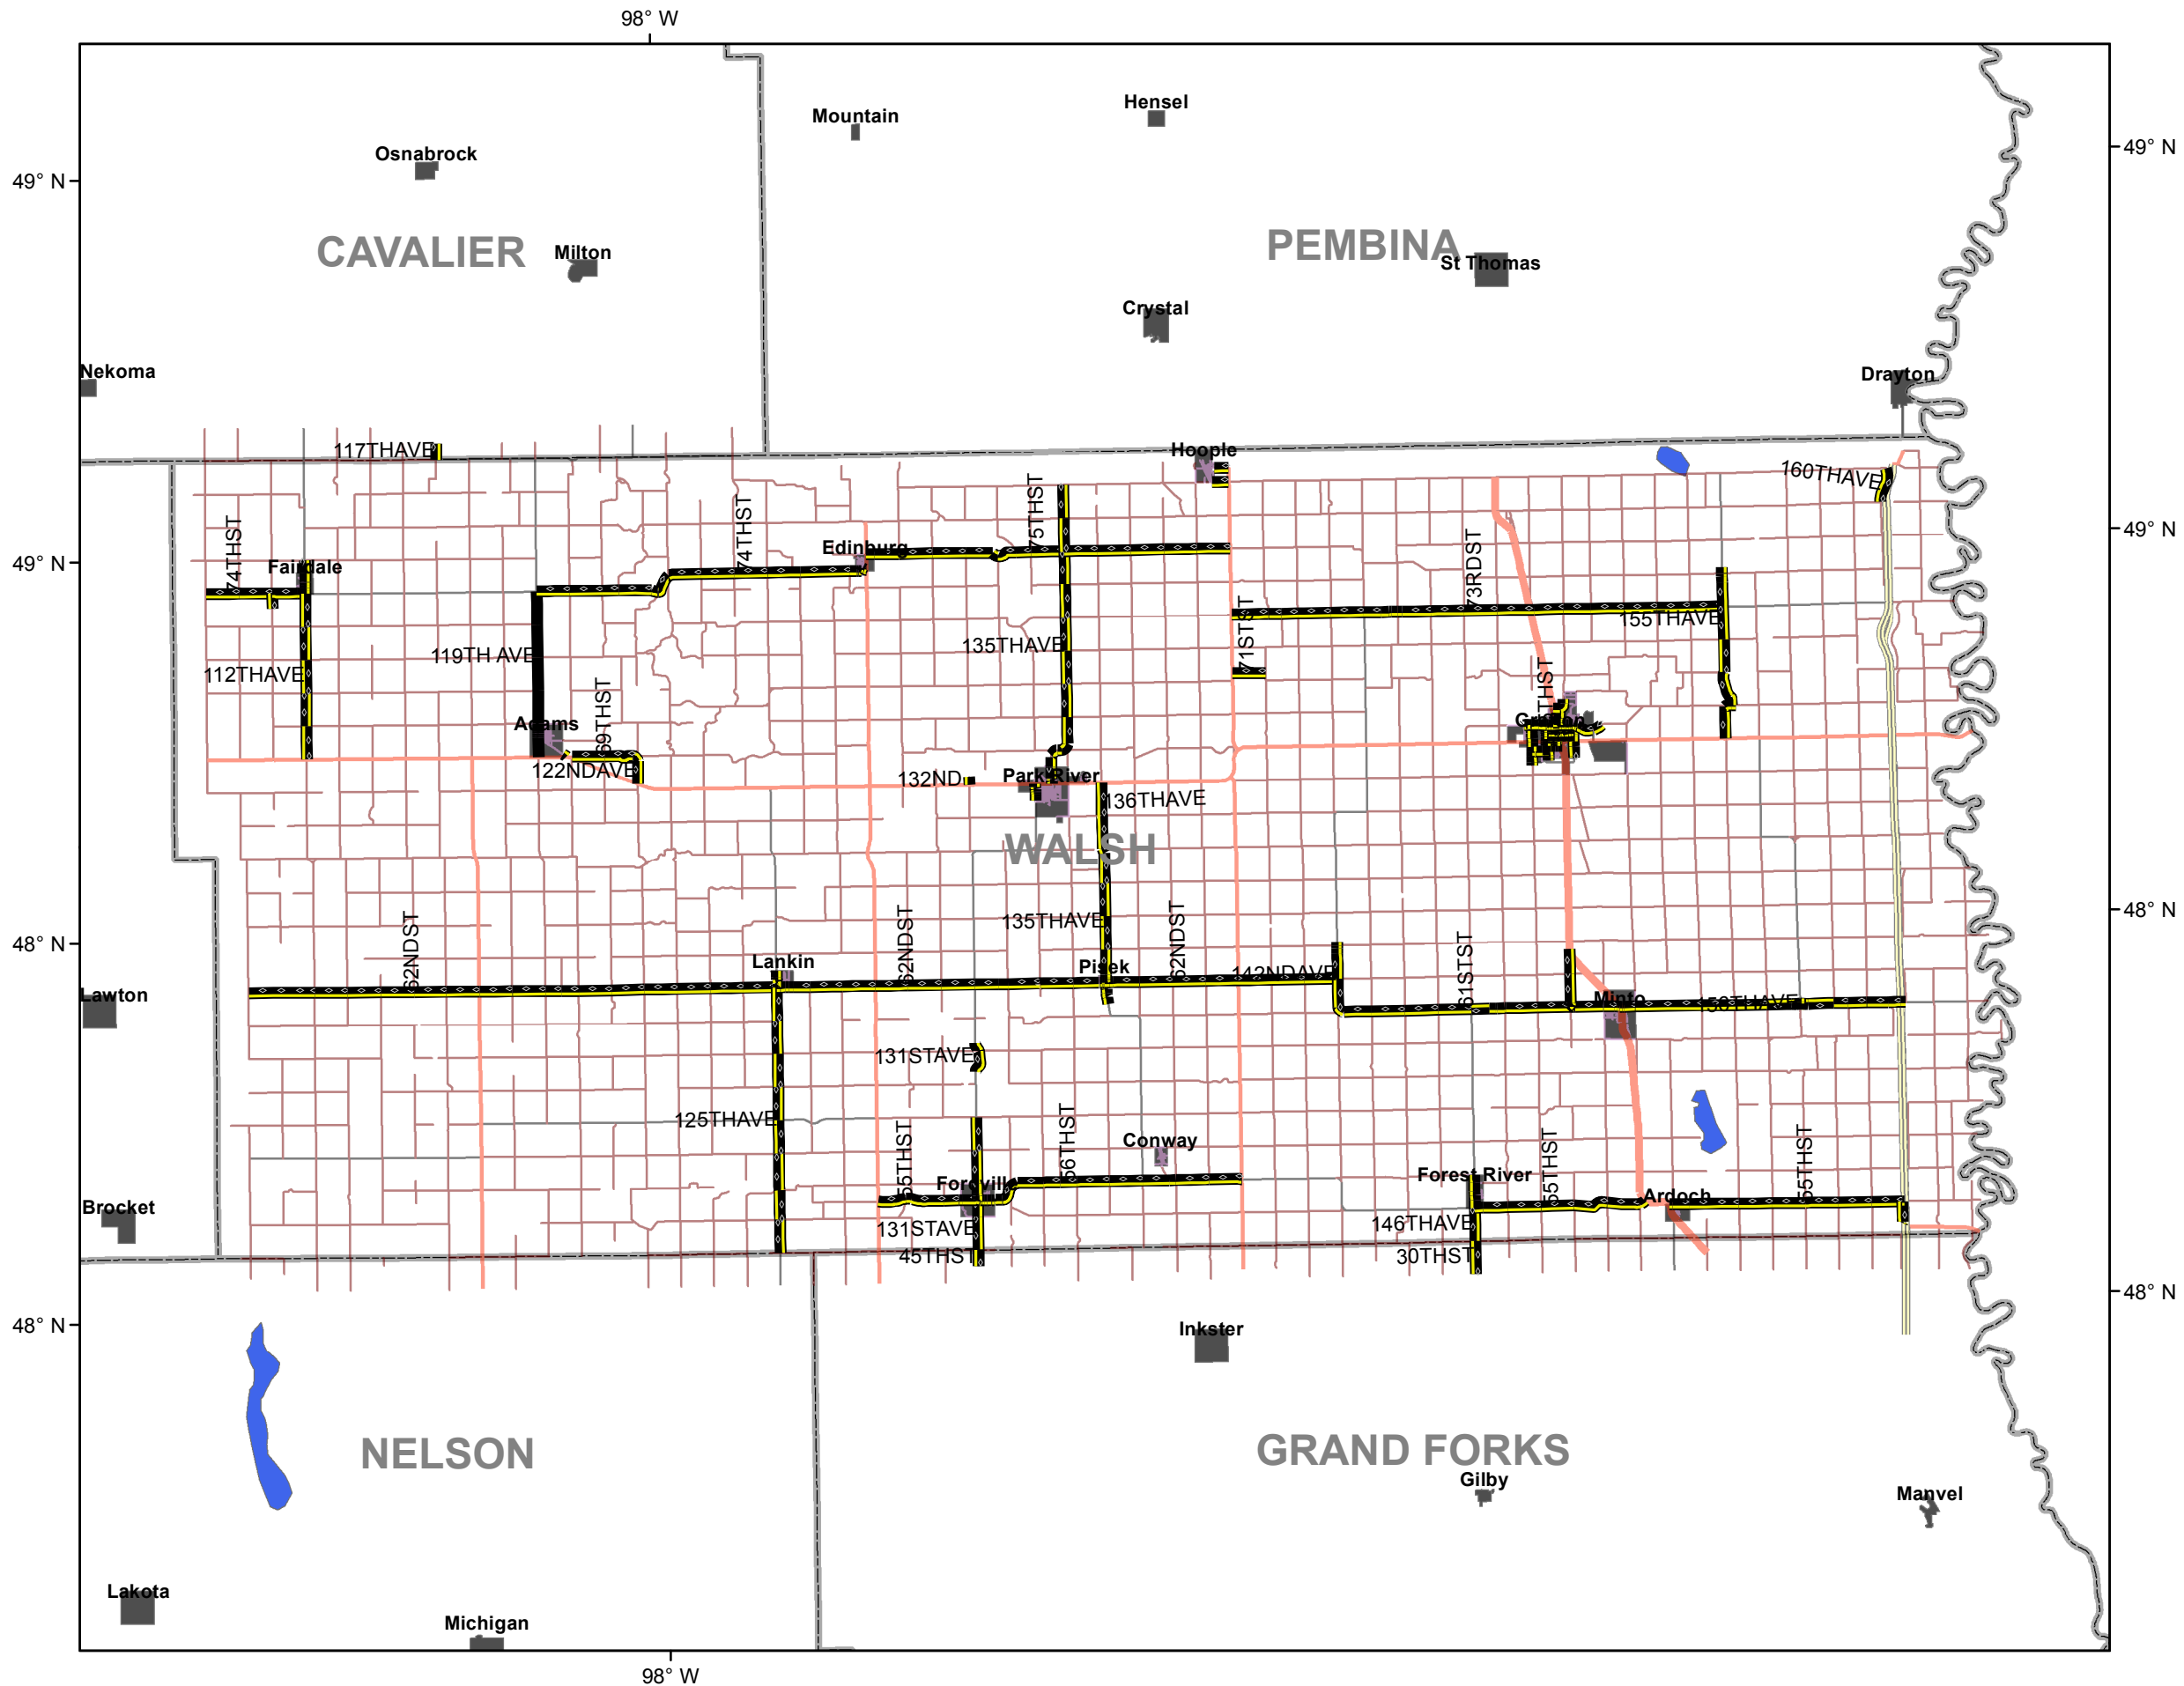 98° W
Hensel
Mountain
Osnabrock
49° N
49° N
CAVALIER
PEMBINA
Milton
St Thomas
Crystal
Nekoma
Drayton
117THAVE
Hoople
160THAVE
75THST
74THST
74THST
73RDST
49° N
49° N
Edinburg
Fairdale
155THAVE
71STST
135THAVE
119TH AVE
112THAVE
69THST
Adams
Grafton
122NDAVE
132ND
Park River
136THAVE
WALSH
48° N
48° N
135THAVE
62NDST
62NDST
62NDST
61STST
Lankin
Pisek
142NDAVE
Lawton
Minto
131STAVE
125THAVE
55THST
56THST
Conway
55THST
55THST
Forest River
Fordville
Ardoch
Brocket
131STAVE
146THAVE
45THST
30THST
48° N
48° N
Inkster
NELSON
GRAND FORKS
Gilby
Manvel
Lakota
Michigan
98° W